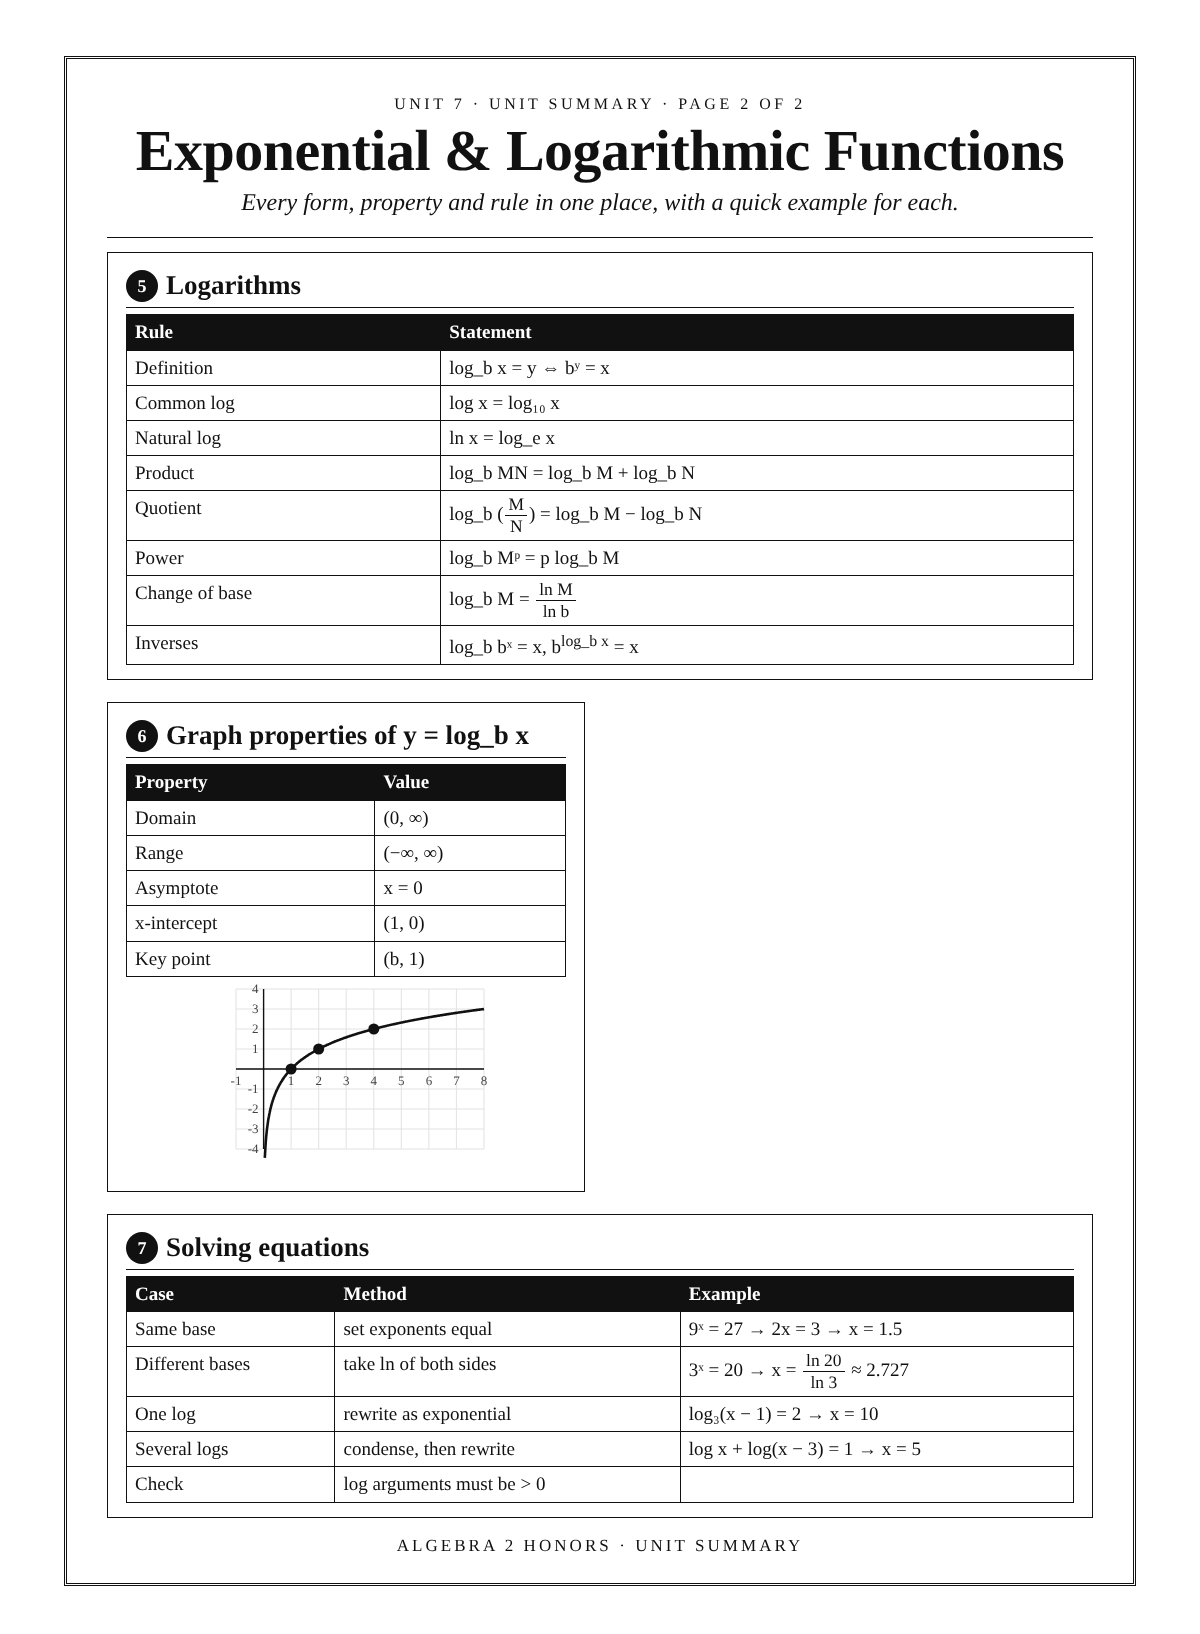 UNIT 7 · UNIT SUMMARY · PAGE 2 OF 2
Exponential & Logarithmic Functions
Every form, property and rule in one place, with a quick example for each.
5 Logarithms
Rule Statement
Definition log_b x = y ⇔ bʸ = x
Common log log x = log₁₀ x
Natural log ln x = log_e x
Product log_b MN = log_b M + log_b N
Quotient log_b (M/N) = log_b M − log_b N
Power log_b Mᵖ = p log_b M
Change of base log_b M = ln M/ln b
Inverses log_b bˣ = x, b^log_b x = x
6 Graph properties of y = log_b x
Property Value
Domain (0, ∞)
Range (−∞, ∞)
Asymptote x = 0
x-intercept (1, 0)
Key point (b, 1)
4
3
2
1
-1 1 2 3 4 5 6 7 8
-1
-2
-3
-4
7 Solving equations
Case Method Example
Same base set exponents equal 9ˣ = 27 → 2x = 3 → x = 1.5
Different bases take ln of both sides 3ˣ = 20 → x = ln 20/ln 3 ≈ 2.727
One log rewrite as exponential log₃(x − 1) = 2 → x = 10
Several logs condense, then rewrite log x + log(x − 3) = 1 → x = 5
Check log arguments must be > 0
ALGEBRA 2 HONORS · UNIT SUMMARY